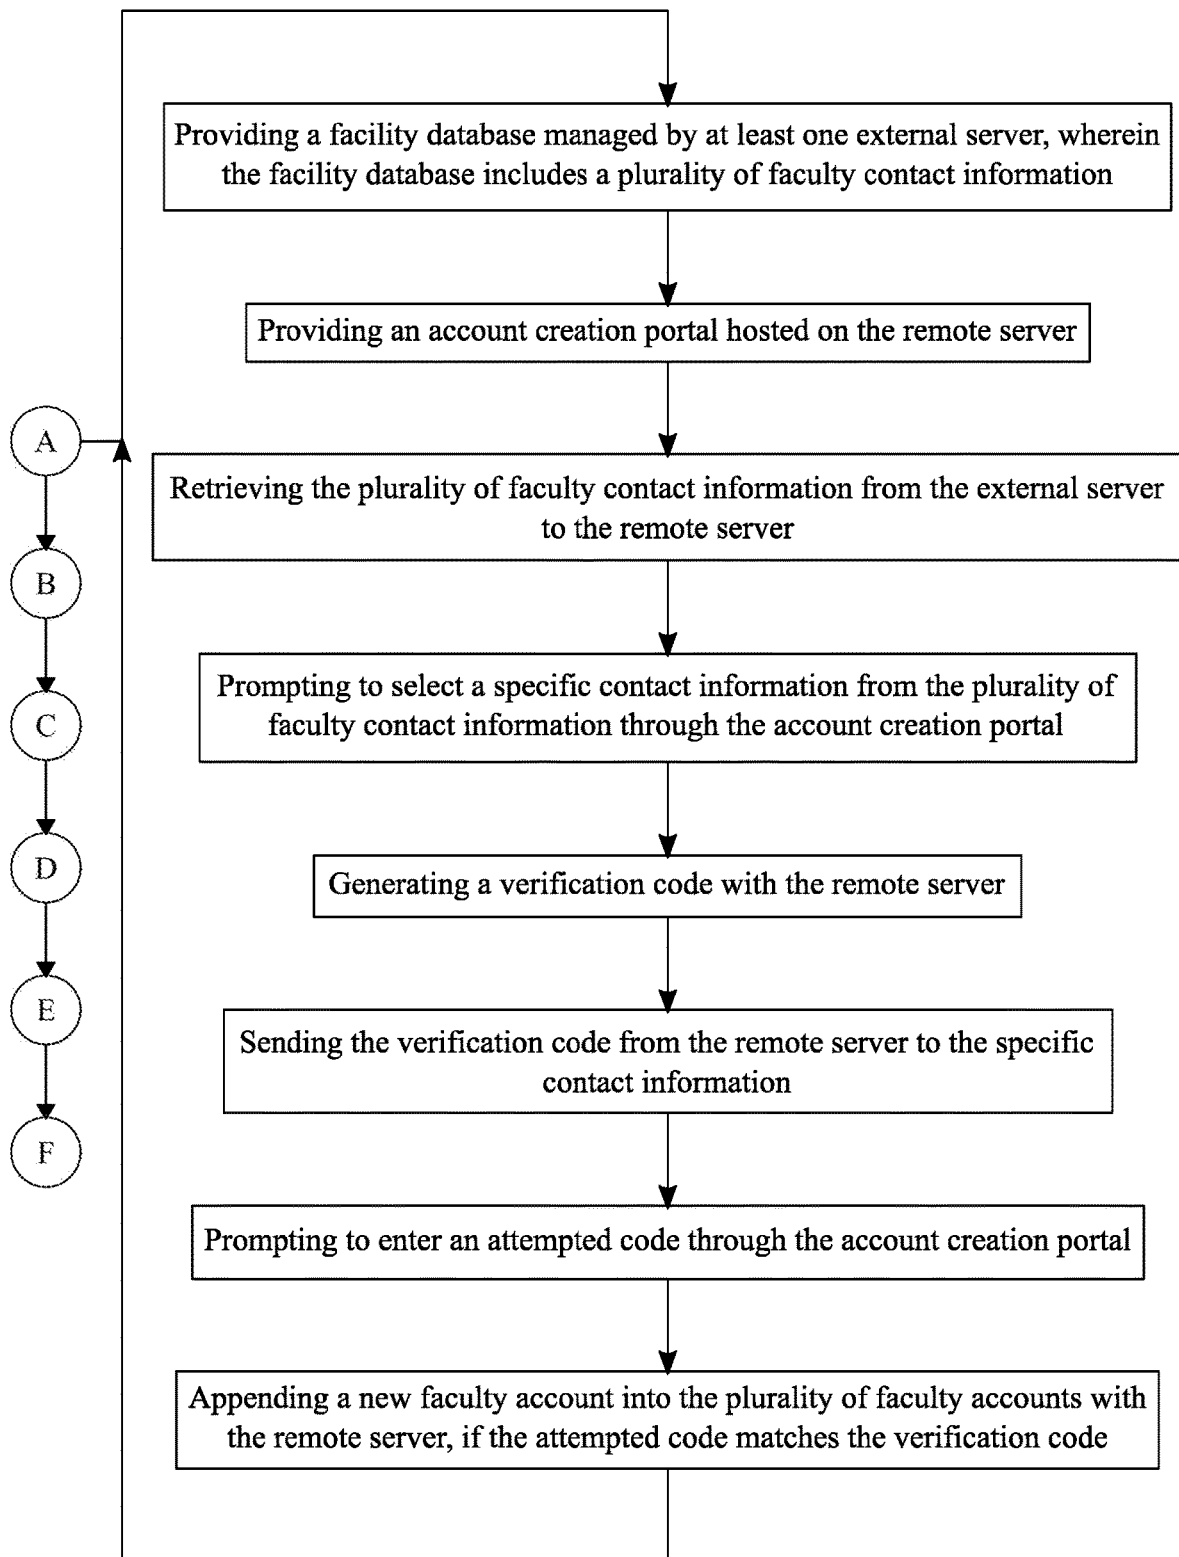 Providing a facility database managed by at least one external server, wherein
the facility database includes a plurality of faculty contact information
Providing an account creation portal hosted on the remote server
A
Retrieving the plurality of faculty contact information from the external server
to the remote server
B
Prompting to select a specific contact information from the plurality of
faculty contact information through the account creation portal
C
D
Generating a verification code with the remote server
E
Sending the verification code from the remote server to the specific
contact information
F
Prompting to enter an attempted code through the account creation portal
Appending a new faculty account into the plurality of faculty accounts with
the remote server, if the attempted code matches the verification code